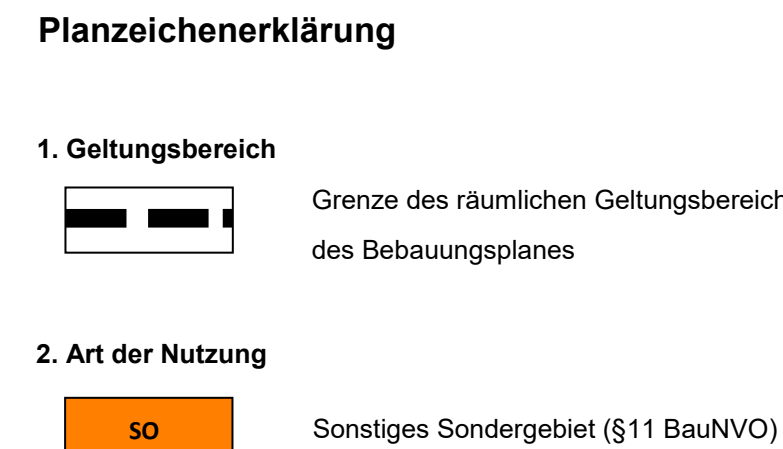 Planzeichenerklärung
1. Geltungsbereich
Grenze des räumlichen Geltungsbereich
des Bebauungsplanes
2. Art der Nutzung
SO
Sonstiges Sondergebiet (§11 BauNVO)